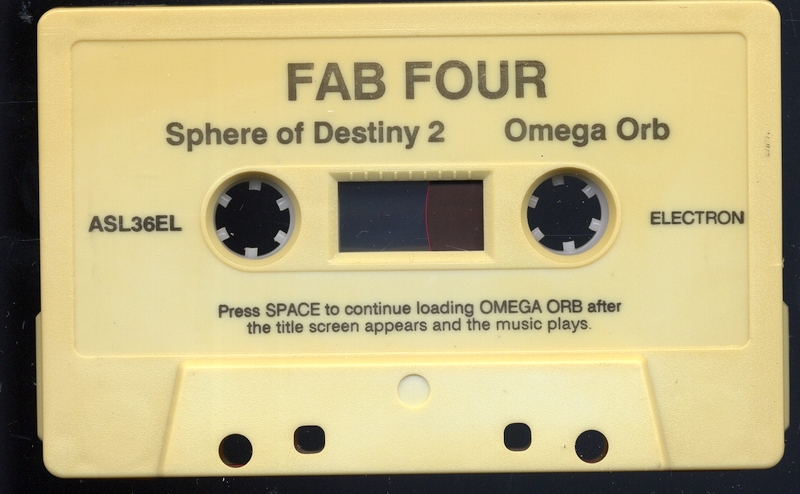 FAB FOUR
Sphere of Destiny 2 Omega Orb
ASL36EL ELECTRON
Press SPACE to continue loading OMEGA ORB after
the title screen appears and the music plays.